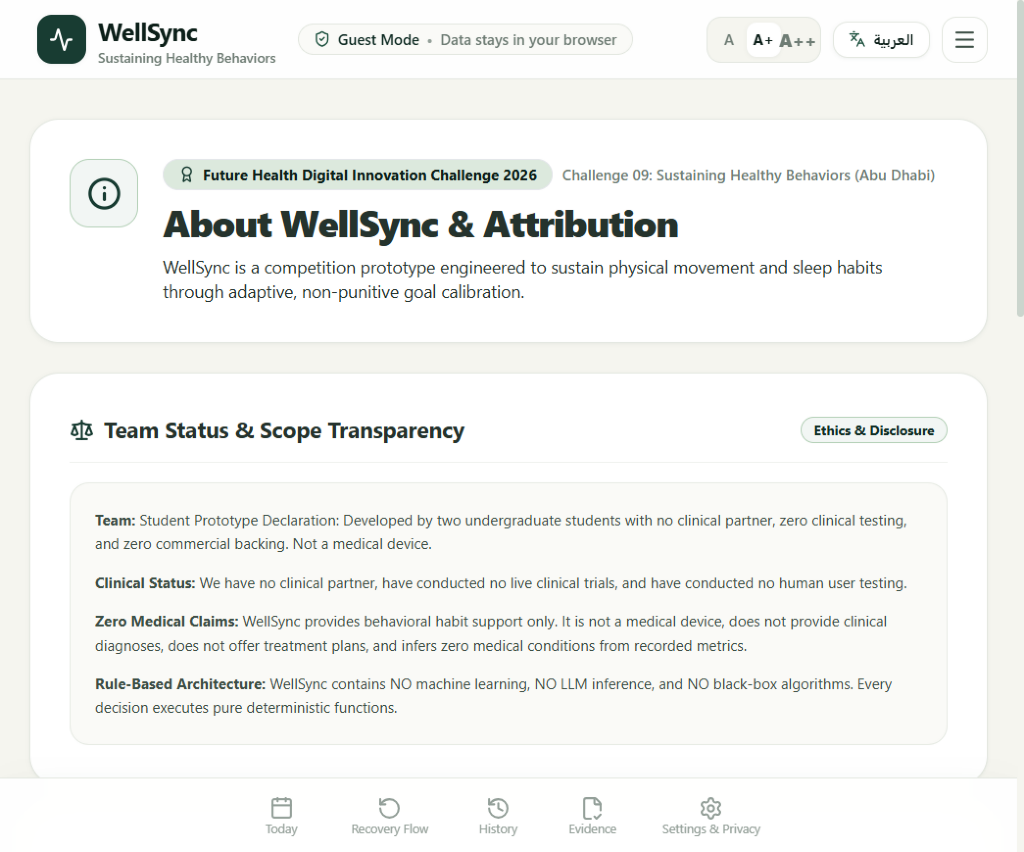 WellSync
Sustaining Healthy Behaviors
Guest Mode • Data stays in your browser
A A+ A++
العربية
Future Health Digital Innovation Challenge 2026
Challenge 09: Sustaining Healthy Behaviors (Abu Dhabi)
About WellSync & Attribution
WellSync is a competition prototype engineered to sustain physical movement and sleep habits
through adaptive, non-punitive goal calibration.
Team Status & Scope Transparency
Ethics & Disclosure
Team: Student Prototype Declaration: Developed by two undergraduate students with no clinical partner, zero clinical testing,
and zero commercial backing. Not a medical device.
Clinical Status: We have no clinical partner, have conducted no live clinical trials, and have conducted no human user testing.
Zero Medical Claims: WellSync provides behavioral habit support only. It is not a medical device, does not provide clinical
diagnoses, does not offer treatment plans, and infers zero medical conditions from recorded metrics.
Rule-Based Architecture: WellSync contains NO machine learning, NO LLM inference, and NO black-box algorithms. Every
decision executes pure deterministic functions.
Today
Recovery Flow
History
Evidence
Settings & Privacy